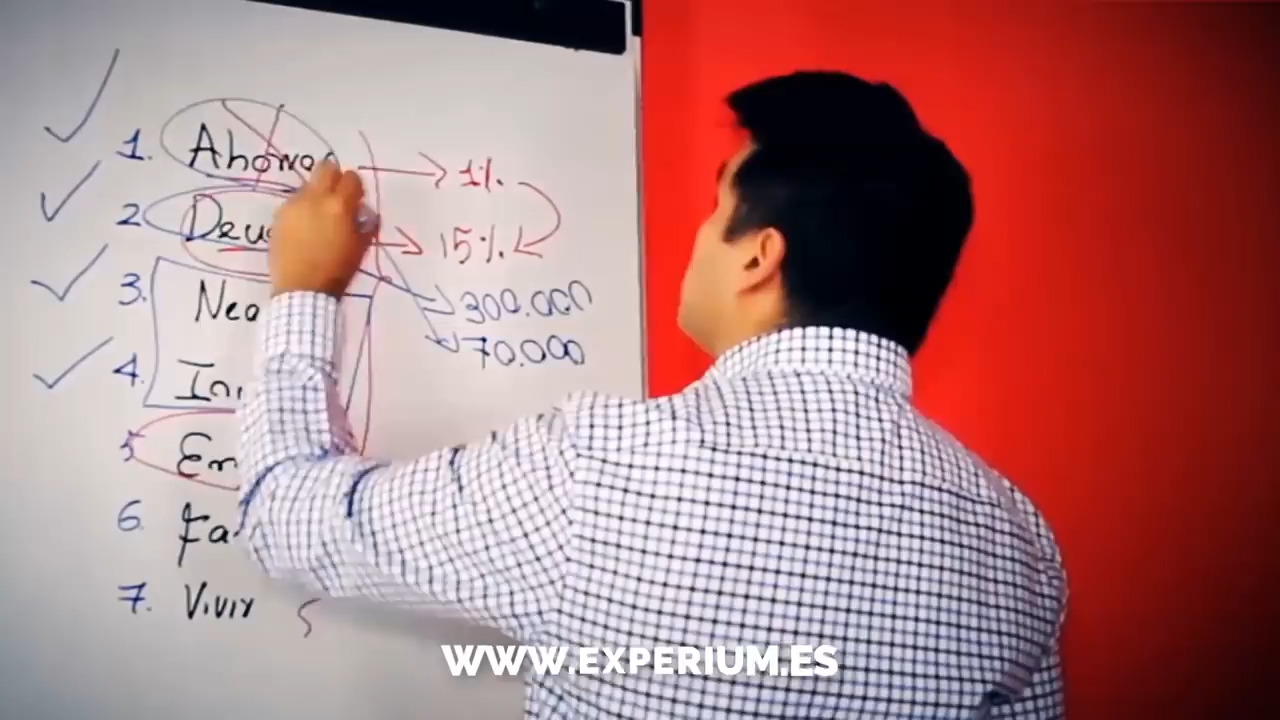 1. Ahorro → 1%.
2 Deu → 15%.
3. Nea → 300.000
→ 70.000
4. In
5 Em
6. Fa
7. Vivir S
WWW.EXPERIUM.ES